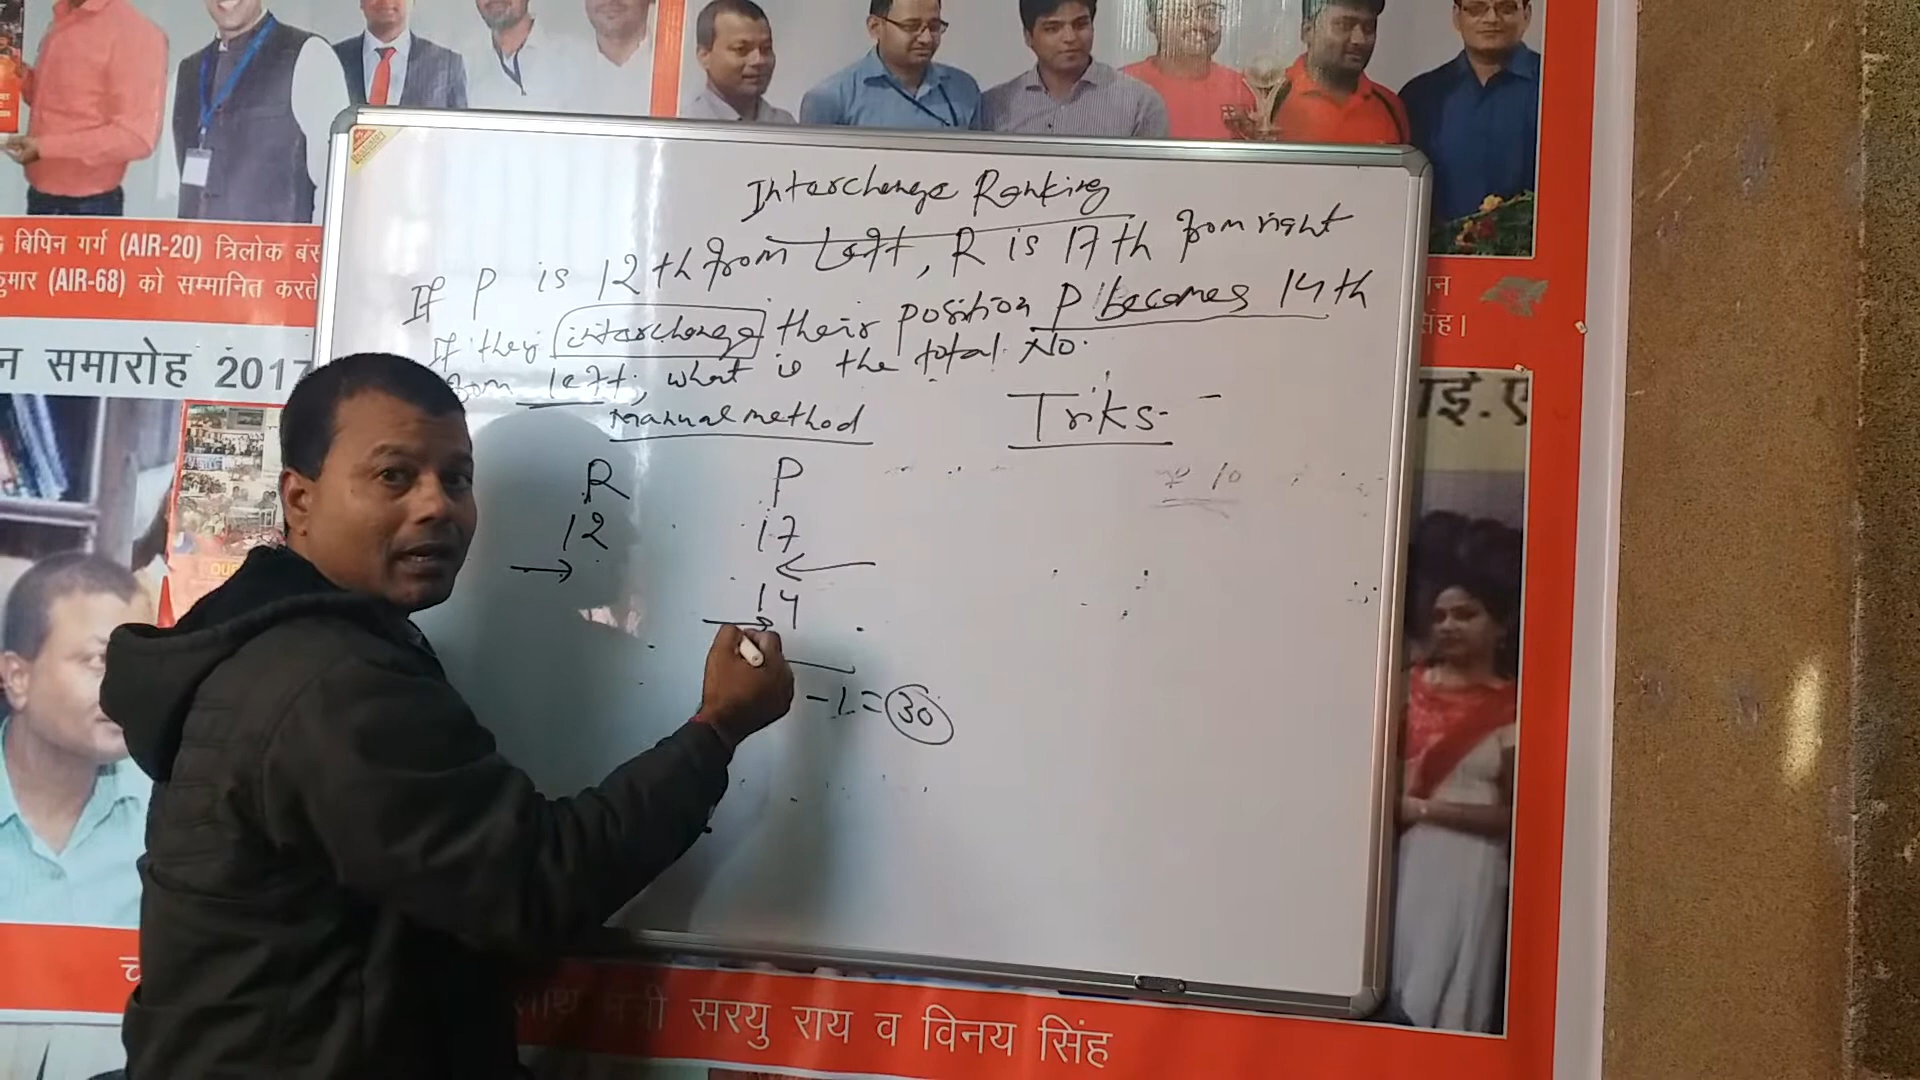 Interchange Ranking
If P is 12th from Left, R is 17th from right
If they interchange their position P becomes 14th
from left, what is the total No.
Manual method
Triks-
R P
12 17
14
-1=30
बिपिन गर्ग (AIR-20) त्रिलोक बंस
कुमार (AIR-68) को सम्मानित करते
न समारोह 2017
सिंह।
आई.ए
साथ मंत्री सरयु राय व विनय सिंह